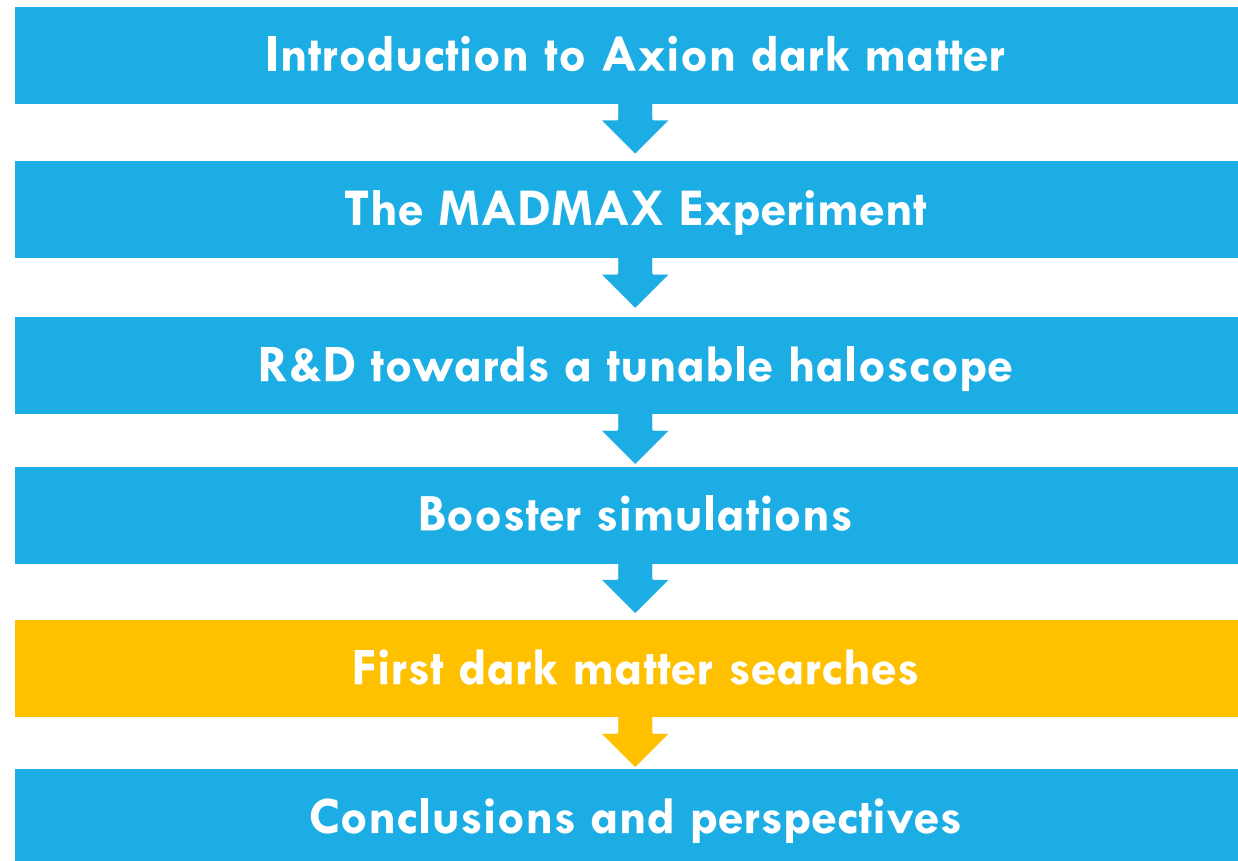 Introduction to Axion dark matter
The MADMAX Experiment
R&D towards a tunable haloscope
Booster simulations
First dark matter searches
Conclusions and perspectives